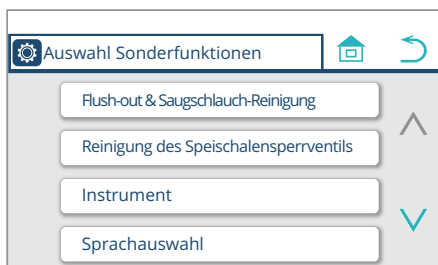 Auswahl Sonderfunktionen
Flush-out & Saugschlauch-Reinigung
Reinigung des Speischalensperrventils
Instrument
Sprachauswahl